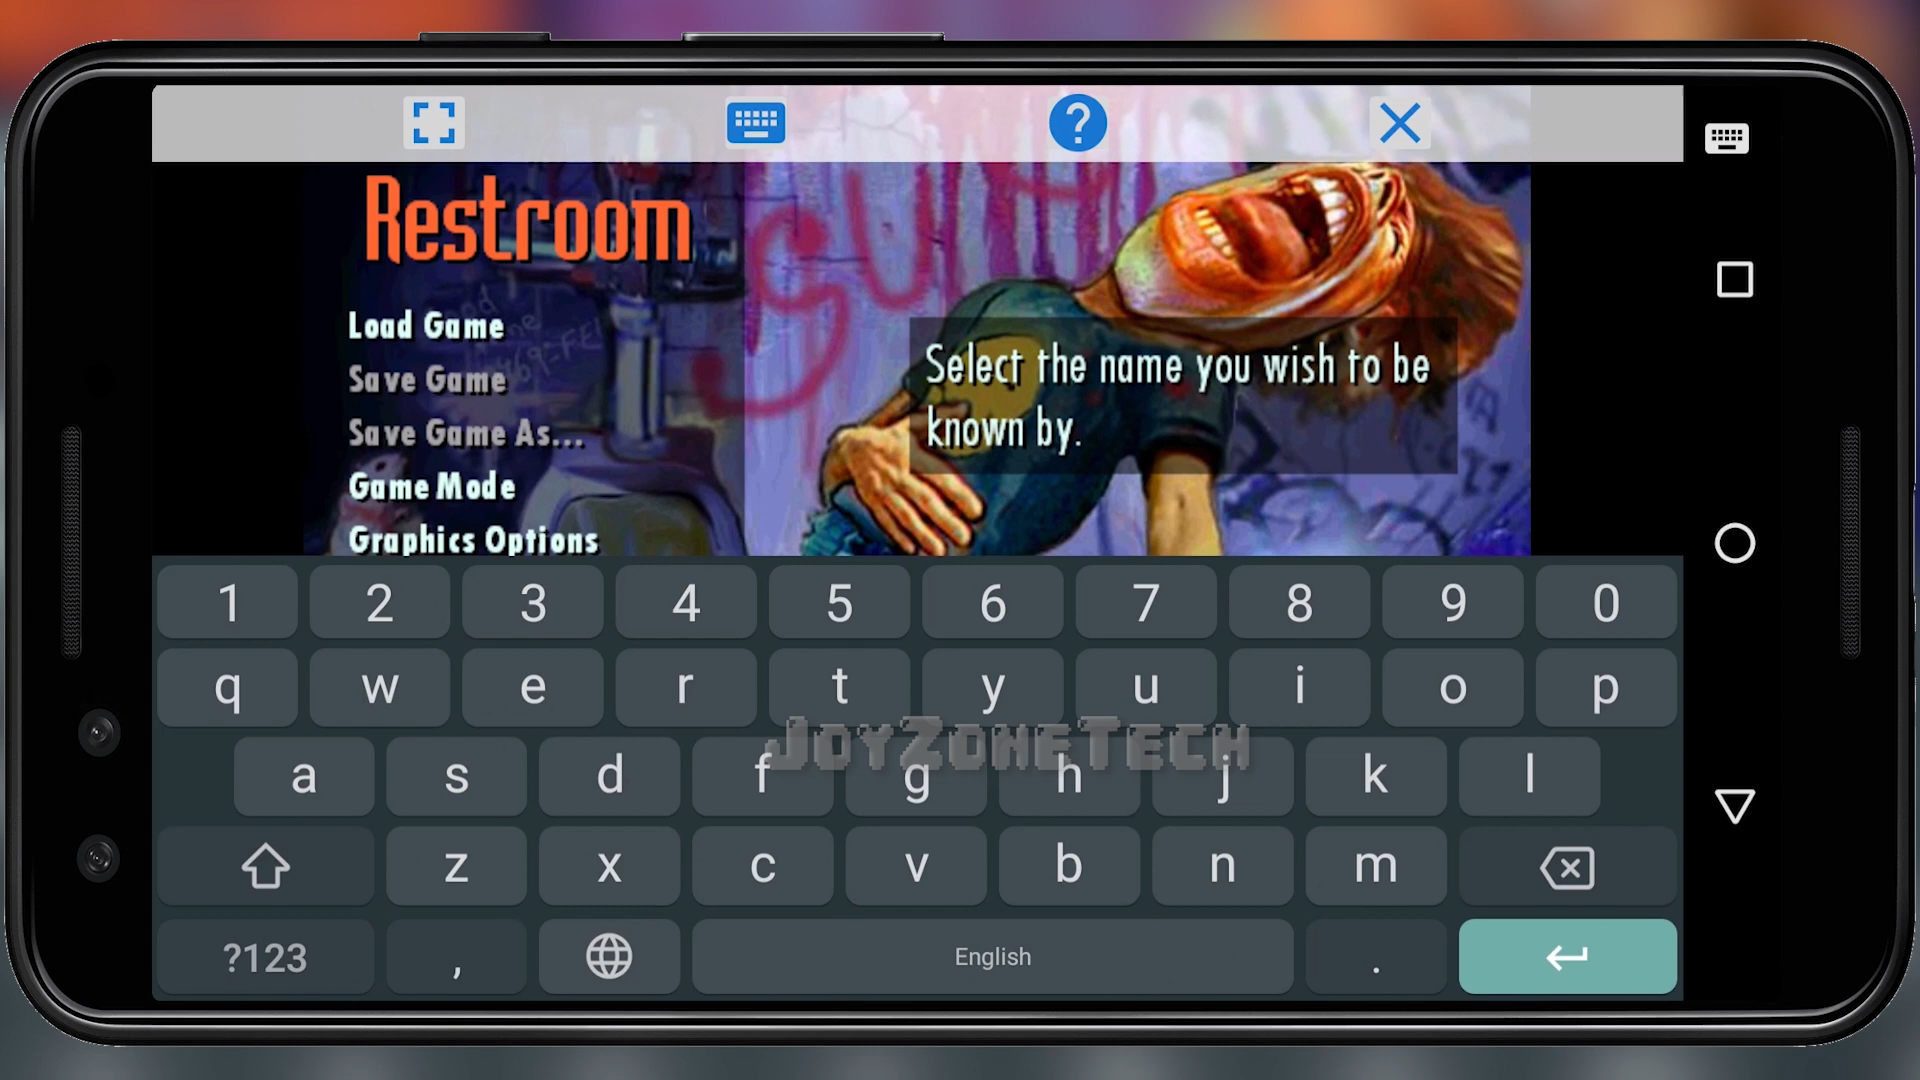 Restroom
Load Game
Save Game
Save Game As...
Game Mode
Graphics Options
Select the name you wish to be
known by.
1 2 3 4 5 6 7 8 9 0
q w e r t y u i o p
JoyZoneTech
a s d f g h j k l
z x c v b n m
?123 , English .